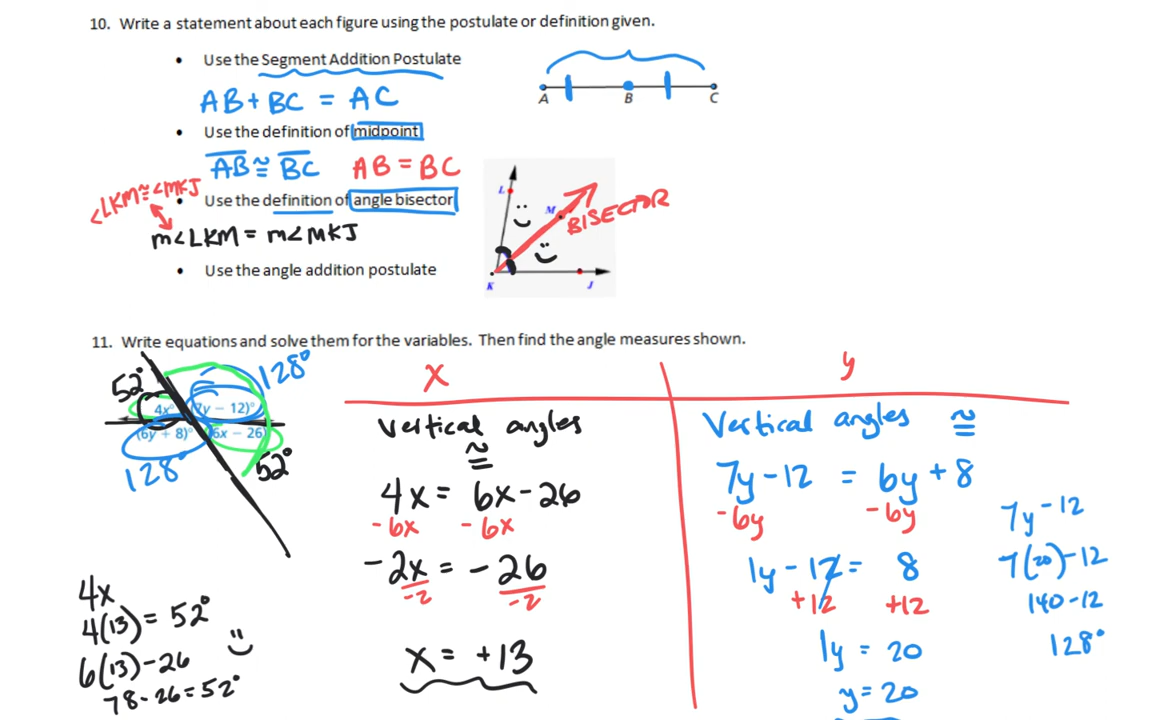 10. Write a statement about each figure using the postulate or definition given.
• Use the Segment Addition Postulate
AB + BC = AC
A B C
• Use the definition of midpoint
AB ≅ BC AB = BC
∠LKM ≅ ∠MKJ
• Use the definition of angle bisector
m∠LKM = m∠MKJ
• Use the angle addition postulate
L M K J
BISECTOR
11. Write equations and solve them for the variables. Then find the angle measures shown.
52° 128°
4x° (7y − 12)°
(6y + 8)° (6x − 26)
128° 52°
4x
4(13) = 52°
6(13) - 26
78 - 26 = 52°
x
Vertical angles
≅
4x = 6x - 26
-6x -6x
-2x = -26
-2 -2
x = +13
y
Vertical angles ≅
7y - 12 = 6y + 8
-6y -6y
1y - 12 = 8
+12 +12
1y = 20
y = 20
7y - 12
7(20) - 12
140 - 12
128°